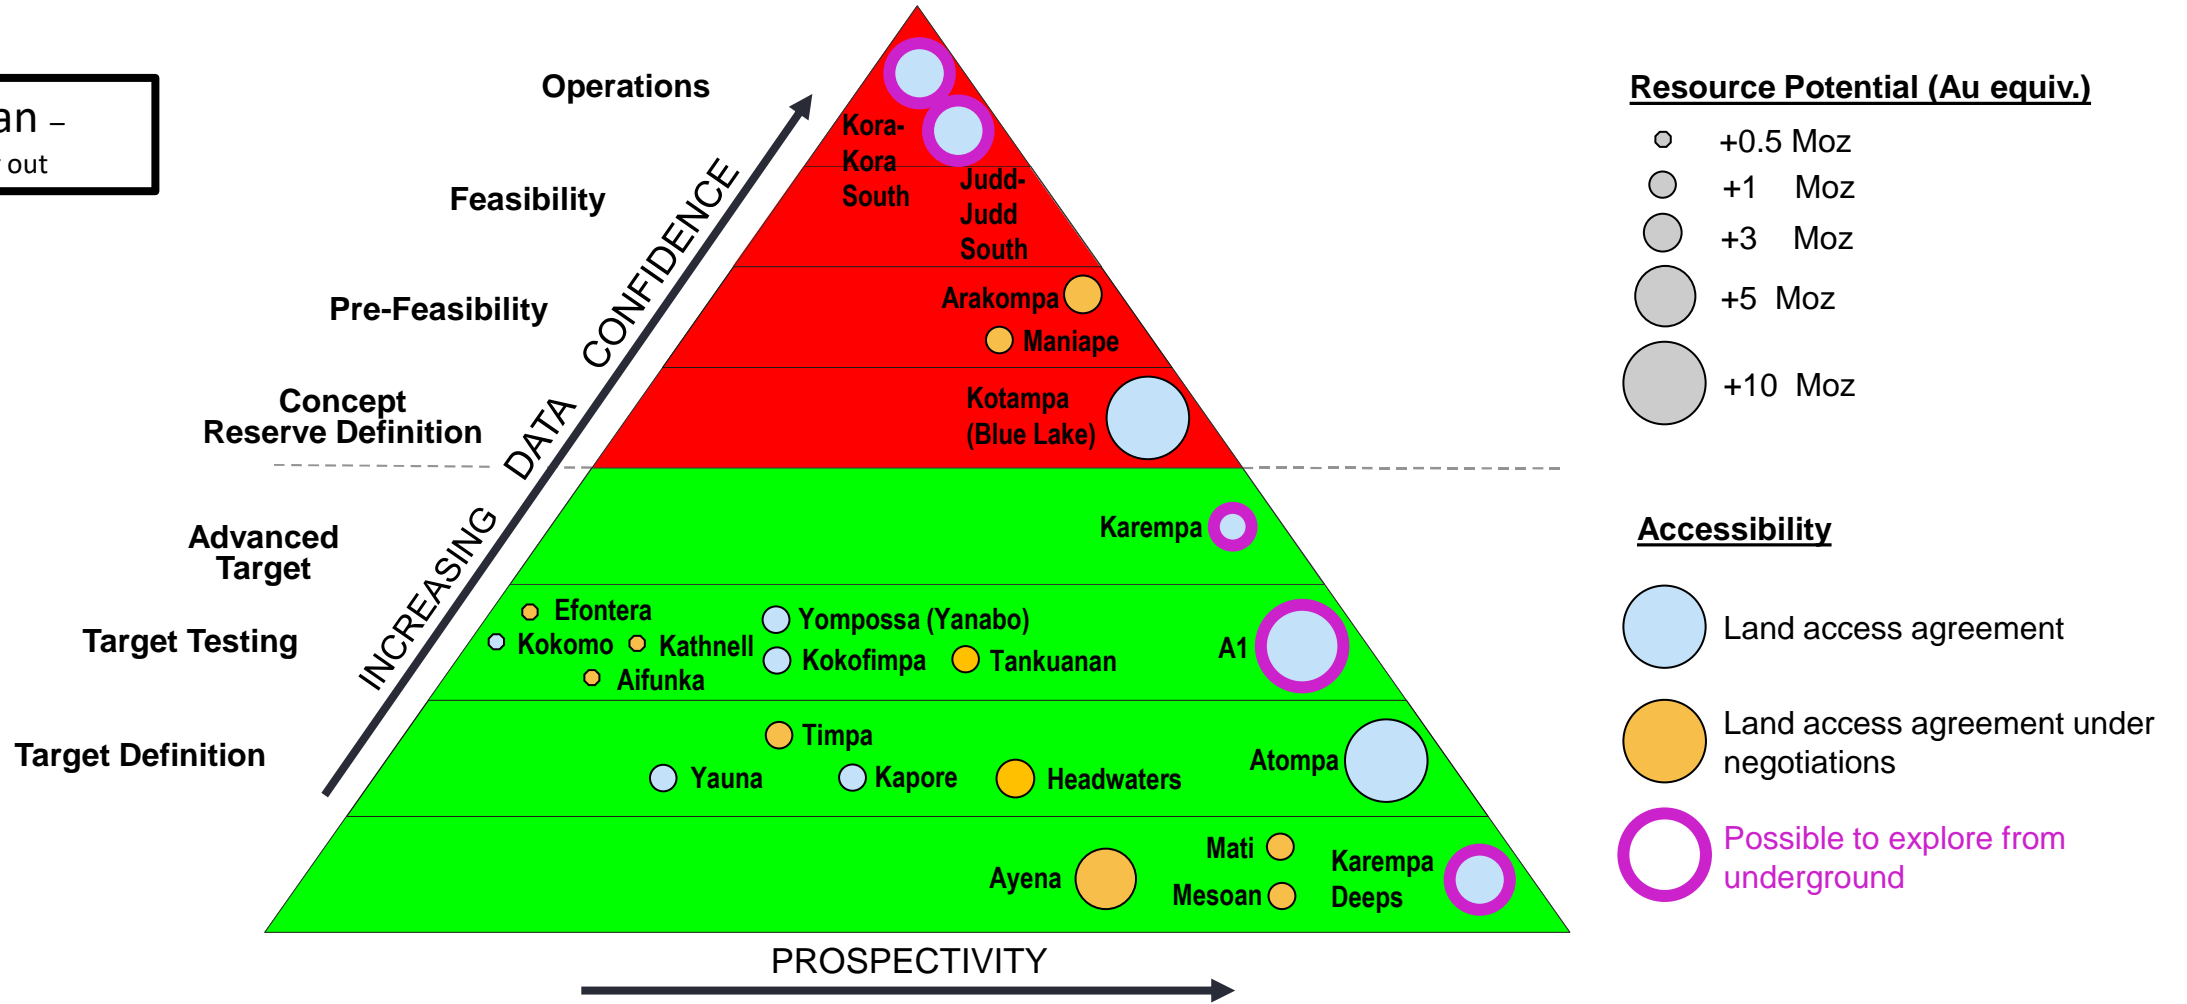 an –
out
Operations
Feasibility
Pre-Feasibility
Concept
Reserve Definition
Advanced
Target
Target Testing
Target Definition
INCREASING DATA CONFIDENCE
Kora-
Kora
South
Judd-
Judd
South
Arakompa
Maniape
Kotampa
(Blue Lake)
Karempa
Efontera
Kokomo
Kathnell
Aifunka
Yompossa (Yanabo)
Kokofimpa
Tankuanan
A1
Timpa
Yauna
Kapore
Headwaters
Atompa
Ayena
Mati
Mesoan
Karempa
Deeps
PROSPECTIVITY
Resource Potential (Au equiv.)
+0.5 Moz
+1 Moz
+3 Moz
+5 Moz
+10 Moz
Accessibility
Land access agreement
Land access agreement under
negotiations
Possible to explore from
underground